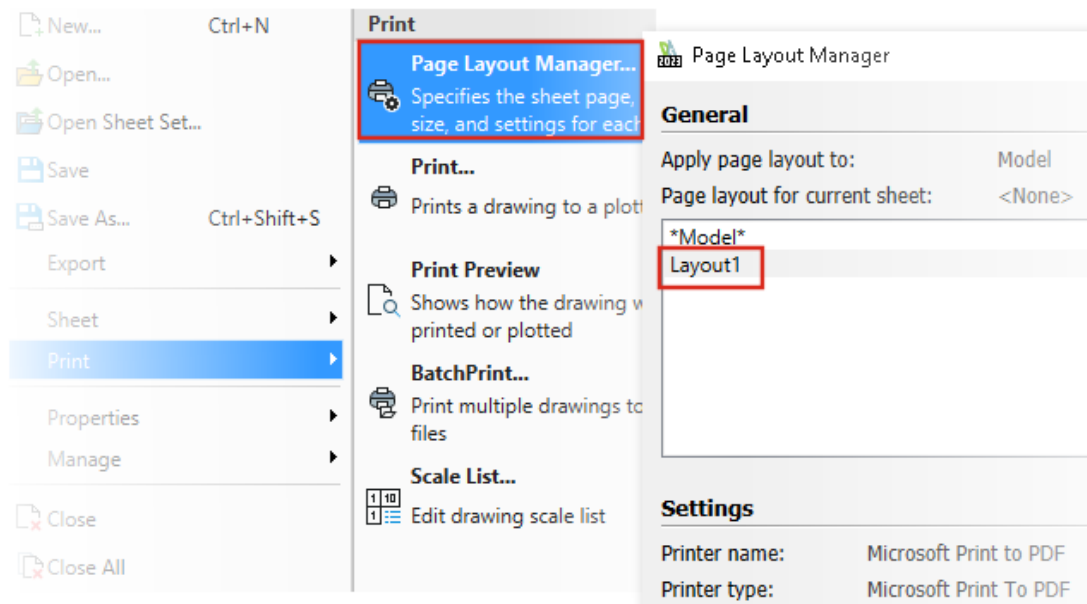 New... Ctrl+N
Open...
Open Sheet Set...
Save
Save As... Ctrl+Shift+S
Export
Sheet
Print
Properties
Manage
Close
Close All
Print
Page Layout Manager...
Specifies the sheet page,
size, and settings for each
Print...
Prints a drawing to a plott
Print Preview
Shows how the drawing w
printed or plotted
BatchPrint...
Print multiple drawings to
files
Scale List...
1 10
1
Edit drawing scale list
2023
Page Layout Manager
General
Apply page layout to: Model
Page layout for current sheet: <None>
*Model*
Layout1
Settings
Printer name: Microsoft Print to PDF
Printer type: Microsoft Print To PDF